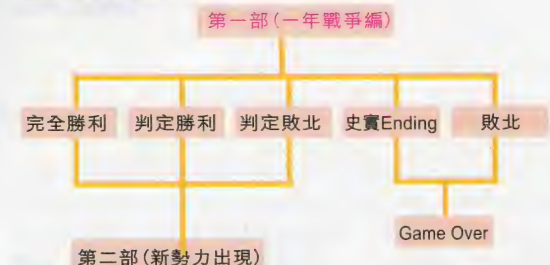 第一部(一年戰爭編)
完全勝利
判定勝利
判定敗北
史實Ending
敗北
Game Over
第二部(新勢力出現)